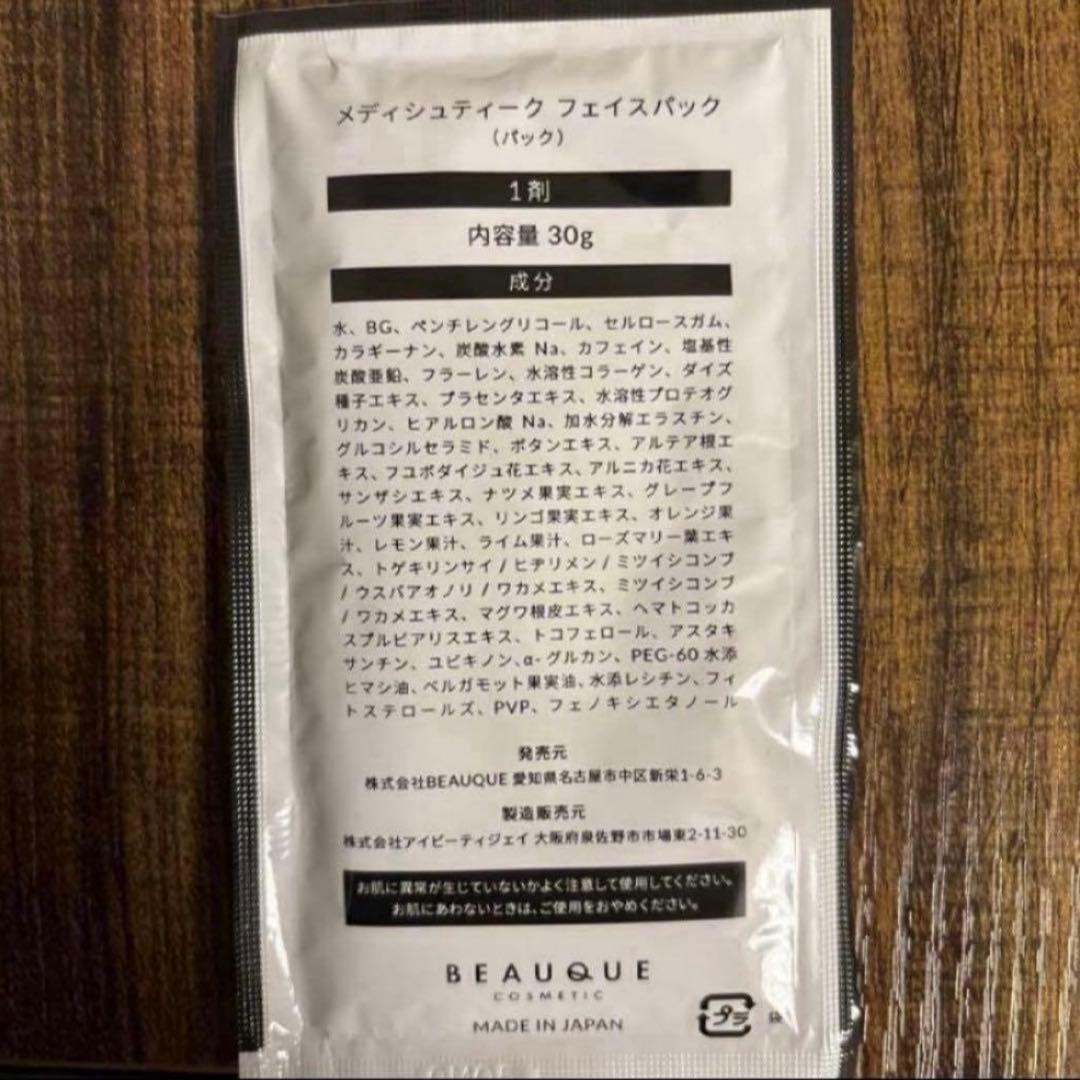 メディシュティーク フェイスパック
(パック)
1剤
内容量 30g
成分
水、BG、ペンチレングリコール、セルロースガム、
カラギーナン、炭酸水素 Na、カフェイン、塩基性
炭酸亜鉛、フラーレン、水溶性コラーゲン、ダイズ
種子エキス、プラセンタエキス、水溶性プロテオグ
リカン、ヒアルロン酸 Na、加水分解エラスチン、
グルコシルセラミド、ボタンエキス、アルテア根エ
キス、フユボダイジュ花エキス、アルニカ花エキス、
サンザシエキス、ナツメ果実エキス、グレープフ
ルーツ果実エキス、リンゴ果実エキス、オレンジ果
汁、レモン果汁、ライム果汁、ローズマリー葉エキ
ス、トゲキリンサイ / ヒヂリメン / ミツイシコンブ
/ ウスバアオノリ / ワカメエキス、ミツイシコンブ
/ ワカメエキス、マグワ根皮エキス、ヘマトコッカ
スプルビアリスエキス、トコフェロール、アスタキ
サンチン、ユビキノン、α- グルカン、PEG-60 水添
ヒマシ油、ベルガモット果実油、水添レシチン、フィ
トステロールズ、PVP、フェノキシエタノール
発売元
株式会社BEAUQUE 愛知県名古屋市中区新栄1-6-3
製造販売元
株式会社アイピーティジェイ 大阪府泉佐野市市場東2-11-30
お肌に異常が生じていないかよく注意して使用してください。
お肌にあわないときは、ご使用をおやめください。
BEAUQUE
COSMETIC
MADE IN JAPAN
プラ